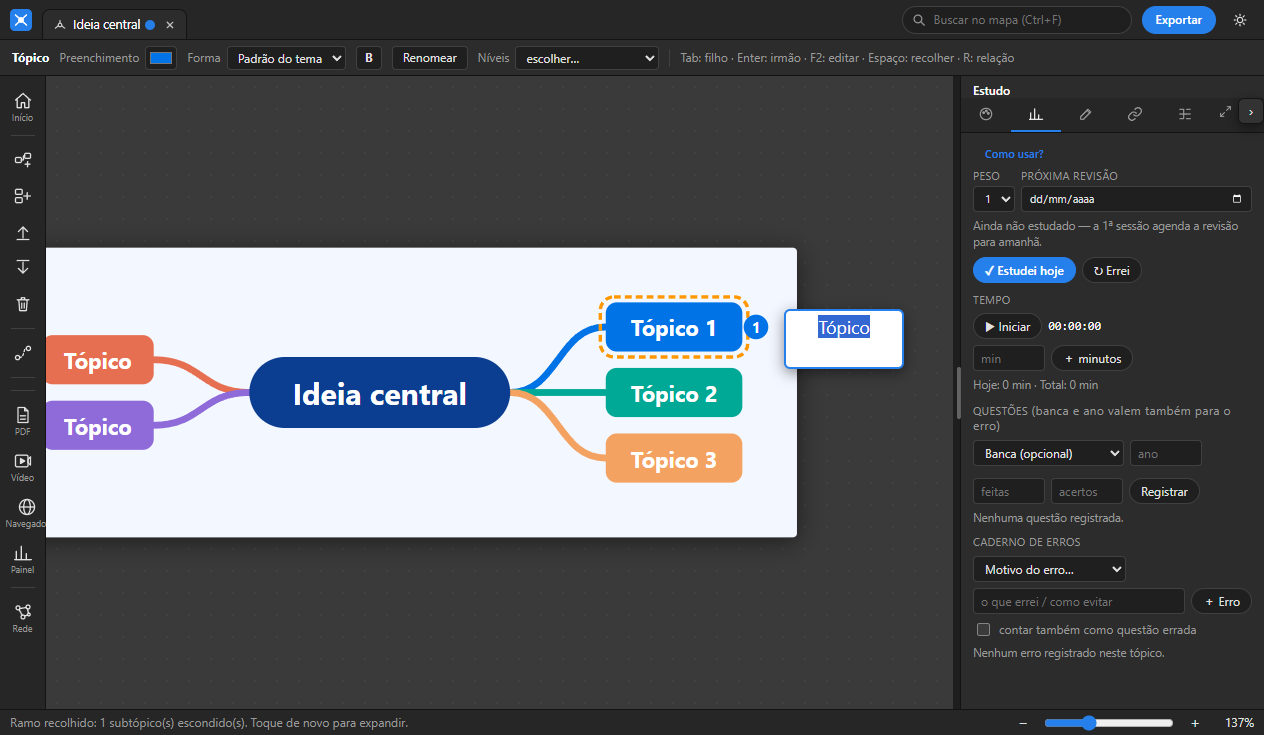 Ideia central
Buscar no mapa (Ctrl+F)
Exportar
Tópico
Preenchimento
Forma
Padrão do tema
B
Renomear
Níveis
escolher...
Tab: filho · Enter: irmão · F2: editar · Espaço: recolher · R: relação
Início
PDF
Vídeo
Navegado
Painel
Rede
Tópico
Tópico
Ideia central
Tópico 1
1
Tópico
Tópico 2
Tópico 3
Estudo
Como usar?
PESO
PRÓXIMA REVISÃO
1
dd/mm/aaaa
Ainda não estudado — a 1ª sessão agenda a revisão
para amanhã.
✓ Estudei hoje
↻ Errei
TEMPO
▶ Iniciar
00:00:00
min
+ minutos
Hoje: 0 min · Total: 0 min
QUESTÕES (banca e ano valem também para o
erro)
Banca (opcional)
ano
feitas
acertos
Registrar
Nenhuma questão registrada.
CADERNO DE ERROS
Motivo do erro...
o que errei / como evitar
+ Erro
contar também como questão errada
Nenhum erro registrado neste tópico.
Ramo recolhido: 1 subtópico(s) escondido(s). Toque de novo para expandir.
137%